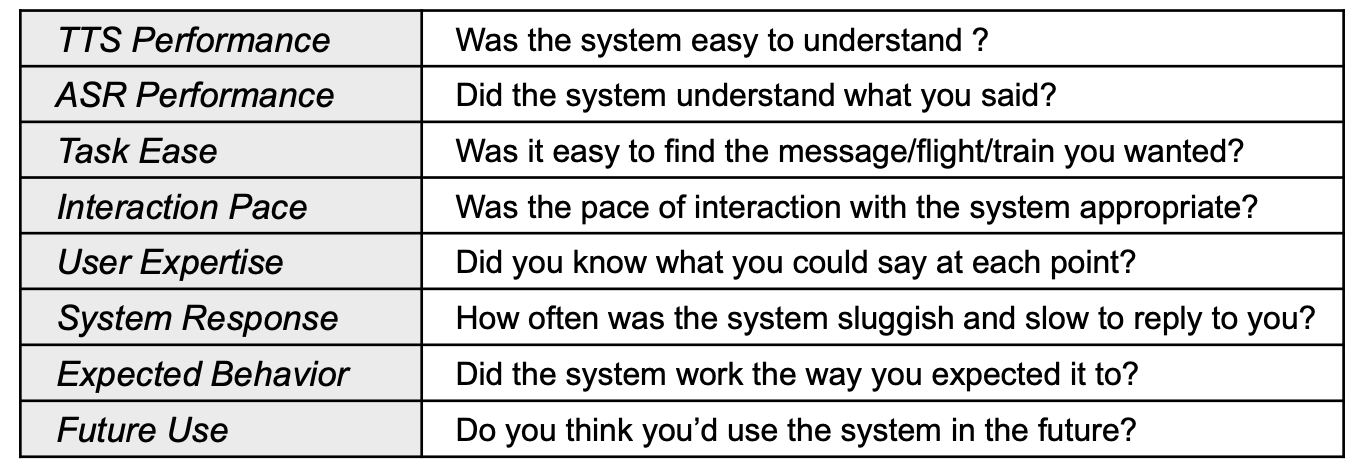 TTS Performance Was the system easy to understand ?
ASR Performance Did the system understand what you said?
Task Ease Was it easy to find the message/flight/train you wanted?
Interaction Pace Was the pace of interaction with the system appropriate?
User Expertise Did you know what you could say at each point?
System Response How often was the system sluggish and slow to reply to you?
Expected Behavior Did the system work the way you expected it to?
Future Use Do you think you’d use the system in the future?